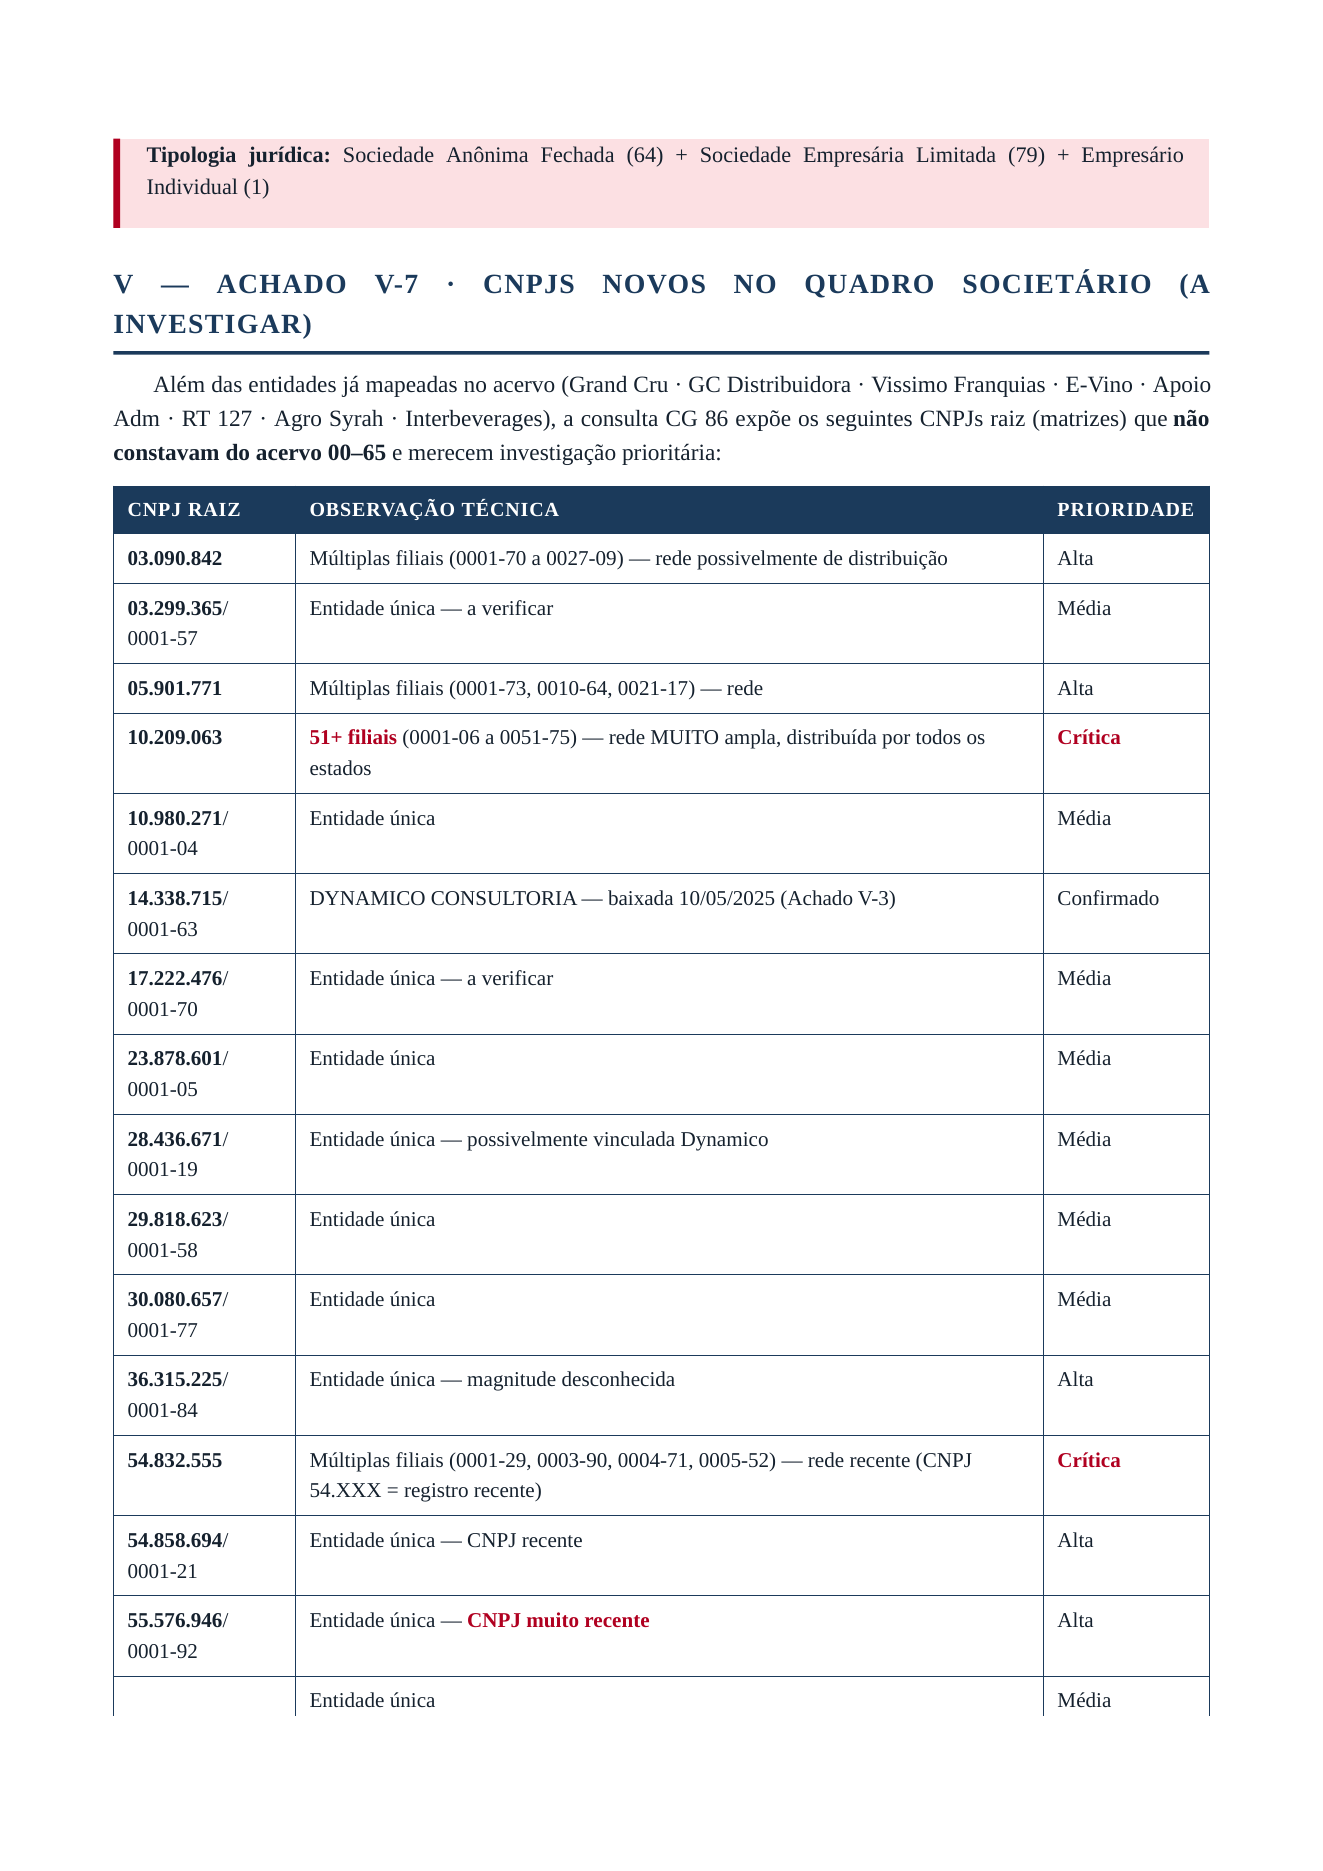 Tipologia jurídica: Sociedade Anônima Fechada (64) + Sociedade Empresária Limitada (79) + Empresário
Individual (1)
V — ACHADO V-7 · CNPJS NOVOS NO QUADRO SOCIETÁRIO (A
INVESTIGAR)
Além das entidades já mapeadas no acervo (Grand Cru · GC Distribuidora · Vissimo Franquias · E-Vino · Apoio
Adm · RT 127 · Agro Syrah · Interbeverages), a consulta CG 86 expõe os seguintes CNPJs raiz (matrizes) que não
constavam do acervo 00–65 e merecem investigação prioritária:
CNPJ RAIZ OBSERVAÇÃO TÉCNICA PRIORIDADE
03.090.842 Múltiplas filiais (0001-70 a 0027-09) — rede possivelmente de distribuição Alta
03.299.365/ Entidade única — a verificar Média
0001-57
05.901.771 Múltiplas filiais (0001-73, 0010-64, 0021-17) — rede Alta
10.209.063 51+ filiais (0001-06 a 0051-75) — rede MUITO ampla, distribuída por todos os Crítica
estados
10.980.271/ Entidade única Média
0001-04
14.338.715/ DYNAMICO CONSULTORIA — baixada 10/05/2025 (Achado V-3) Confirmado
0001-63
17.222.476/ Entidade única — a verificar Média
0001-70
23.878.601/ Entidade única Média
0001-05
28.436.671/ Entidade única — possivelmente vinculada Dynamico Média
0001-19
29.818.623/ Entidade única Média
0001-58
30.080.657/ Entidade única Média
0001-77
36.315.225/ Entidade única — magnitude desconhecida Alta
0001-84
54.832.555 Múltiplas filiais (0001-29, 0003-90, 0004-71, 0005-52) — rede recente (CNPJ Crítica
54.XXX = registro recente)
54.858.694/ Entidade única — CNPJ recente Alta
0001-21
55.576.946/ Entidade única — CNPJ muito recente Alta
0001-92
Entidade única Média